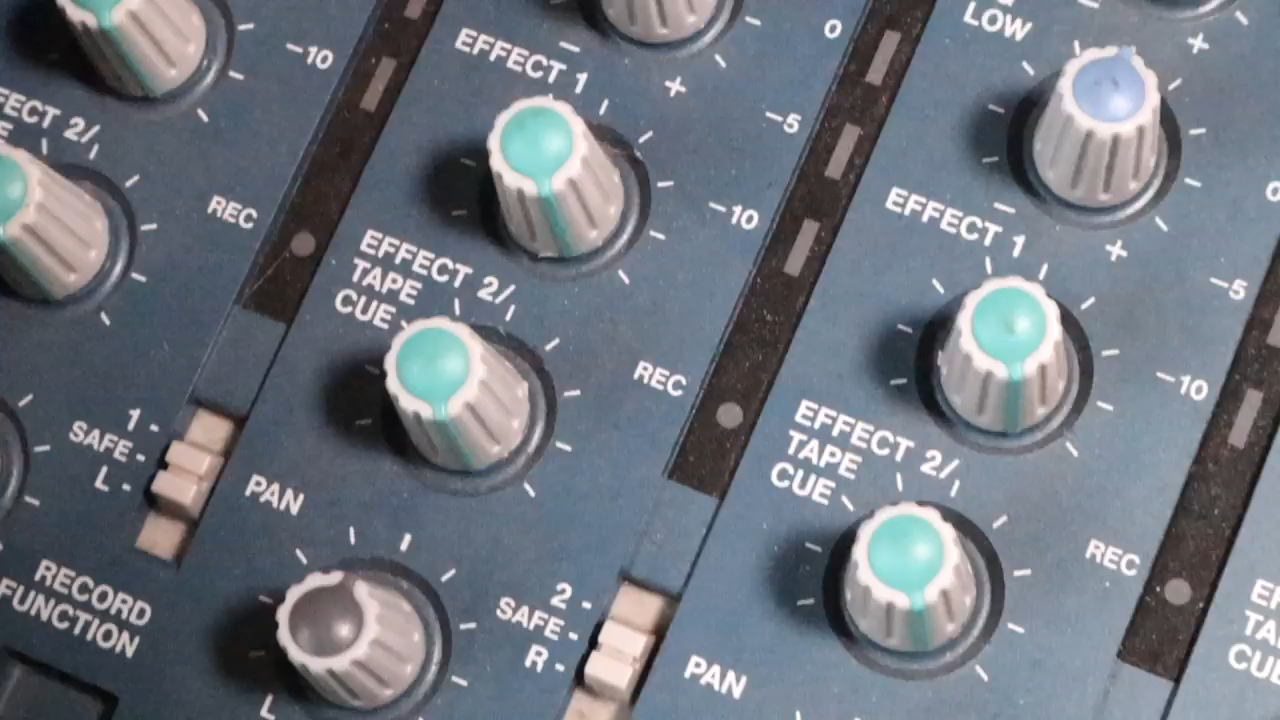 -10
EFFECT 2/
REC
1 -
SAFE -
L -
RECORD
FUNCTION
EFFECT 1
+
0
-5
-10
EFFECT 2/
TAPE
CUE
REC
PAN
L
2 -
SAFE -
R -
LOW
+
+
EFFECT 1
-5
-10
EFFECT 2/
TAPE
CUE
REC
PAN